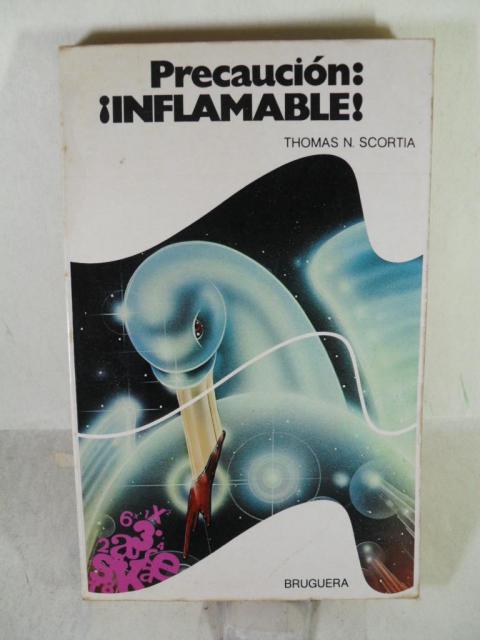 Precaución:
¡INFLAMABLE!
THOMAS N. SCORTIA
BRUGUERA